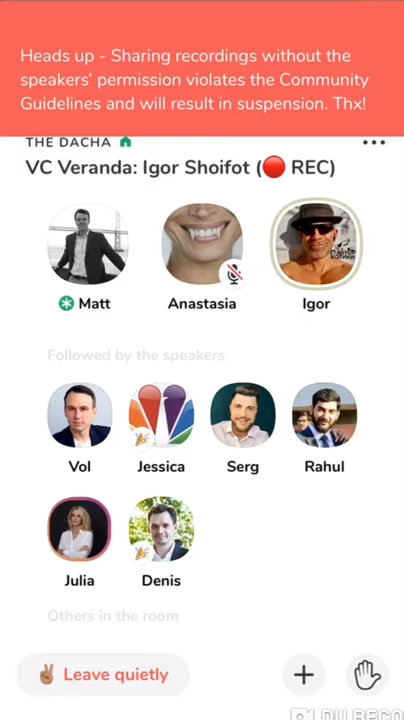 Heads up - Sharing recordings without the
speakers' permission violates the Community
Guidelines and will result in suspension. Thx!
THE DACHA
VC Veranda: Igor Shoifot (🔴 REC)
Matt
Anastasia
Igor
Followed by the speakers
Vol
Jessica
Serg
Rahul
Julia
Denis
Others in the room
✌🏽 Leave quietly